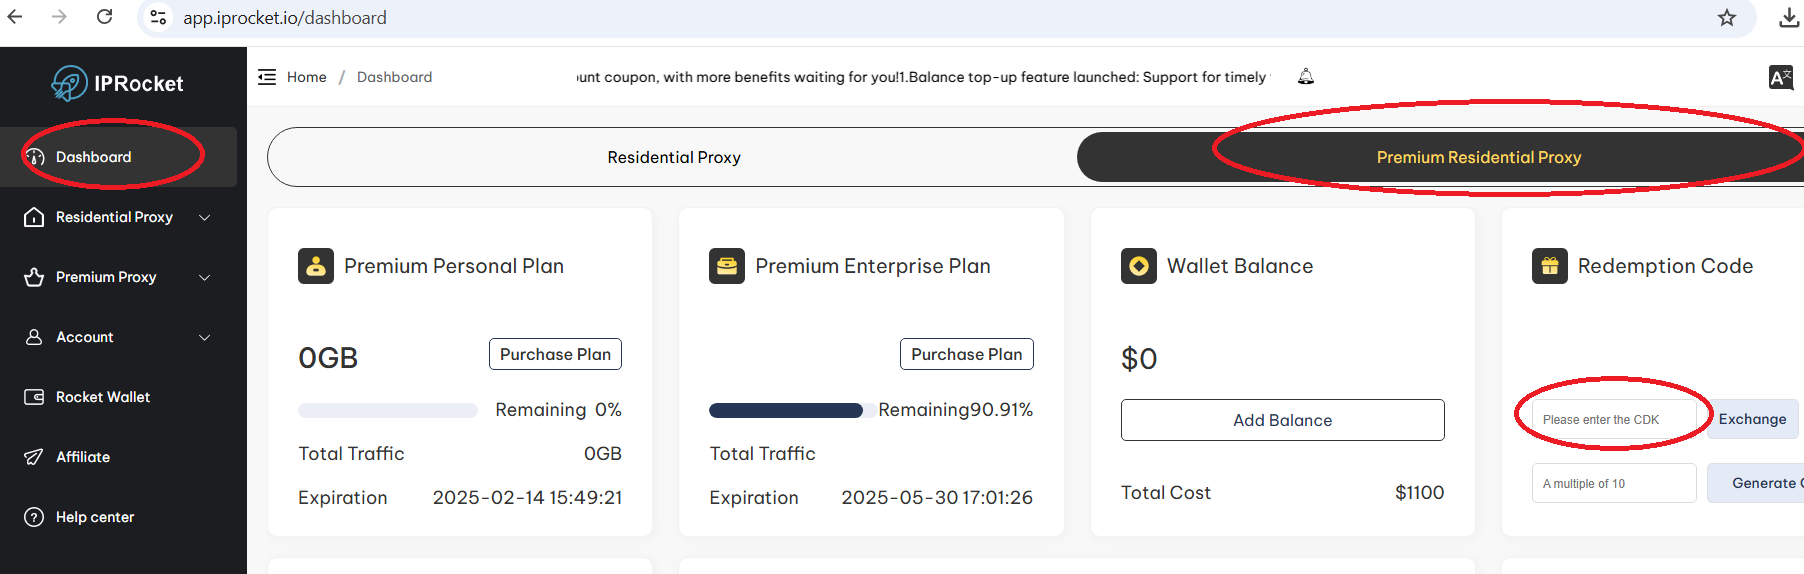 app.iprocket.io/dashboard
IPRocket
Home / Dashboard
ount coupon, with more benefits waiting for you!1.Balance top-up feature launched: Support for timely
Dashboard
Residential Proxy
Premium Proxy
Account
Rocket Wallet
Affiliate
Help center
Residential Proxy
Premium Residential Proxy
Premium Personal Plan
0GB
Purchase Plan
Remaining 0%
Total Traffic 0GB
Expiration 2025-02-14 15:49:21
Premium Enterprise Plan
Purchase Plan
Remaining90.91%
Total Traffic
Expiration 2025-05-30 17:01:26
Wallet Balance
$0
Add Balance
Total Cost $1100
Redemption Code
Please enter the CDK Exchange
A multiple of 10 Generate